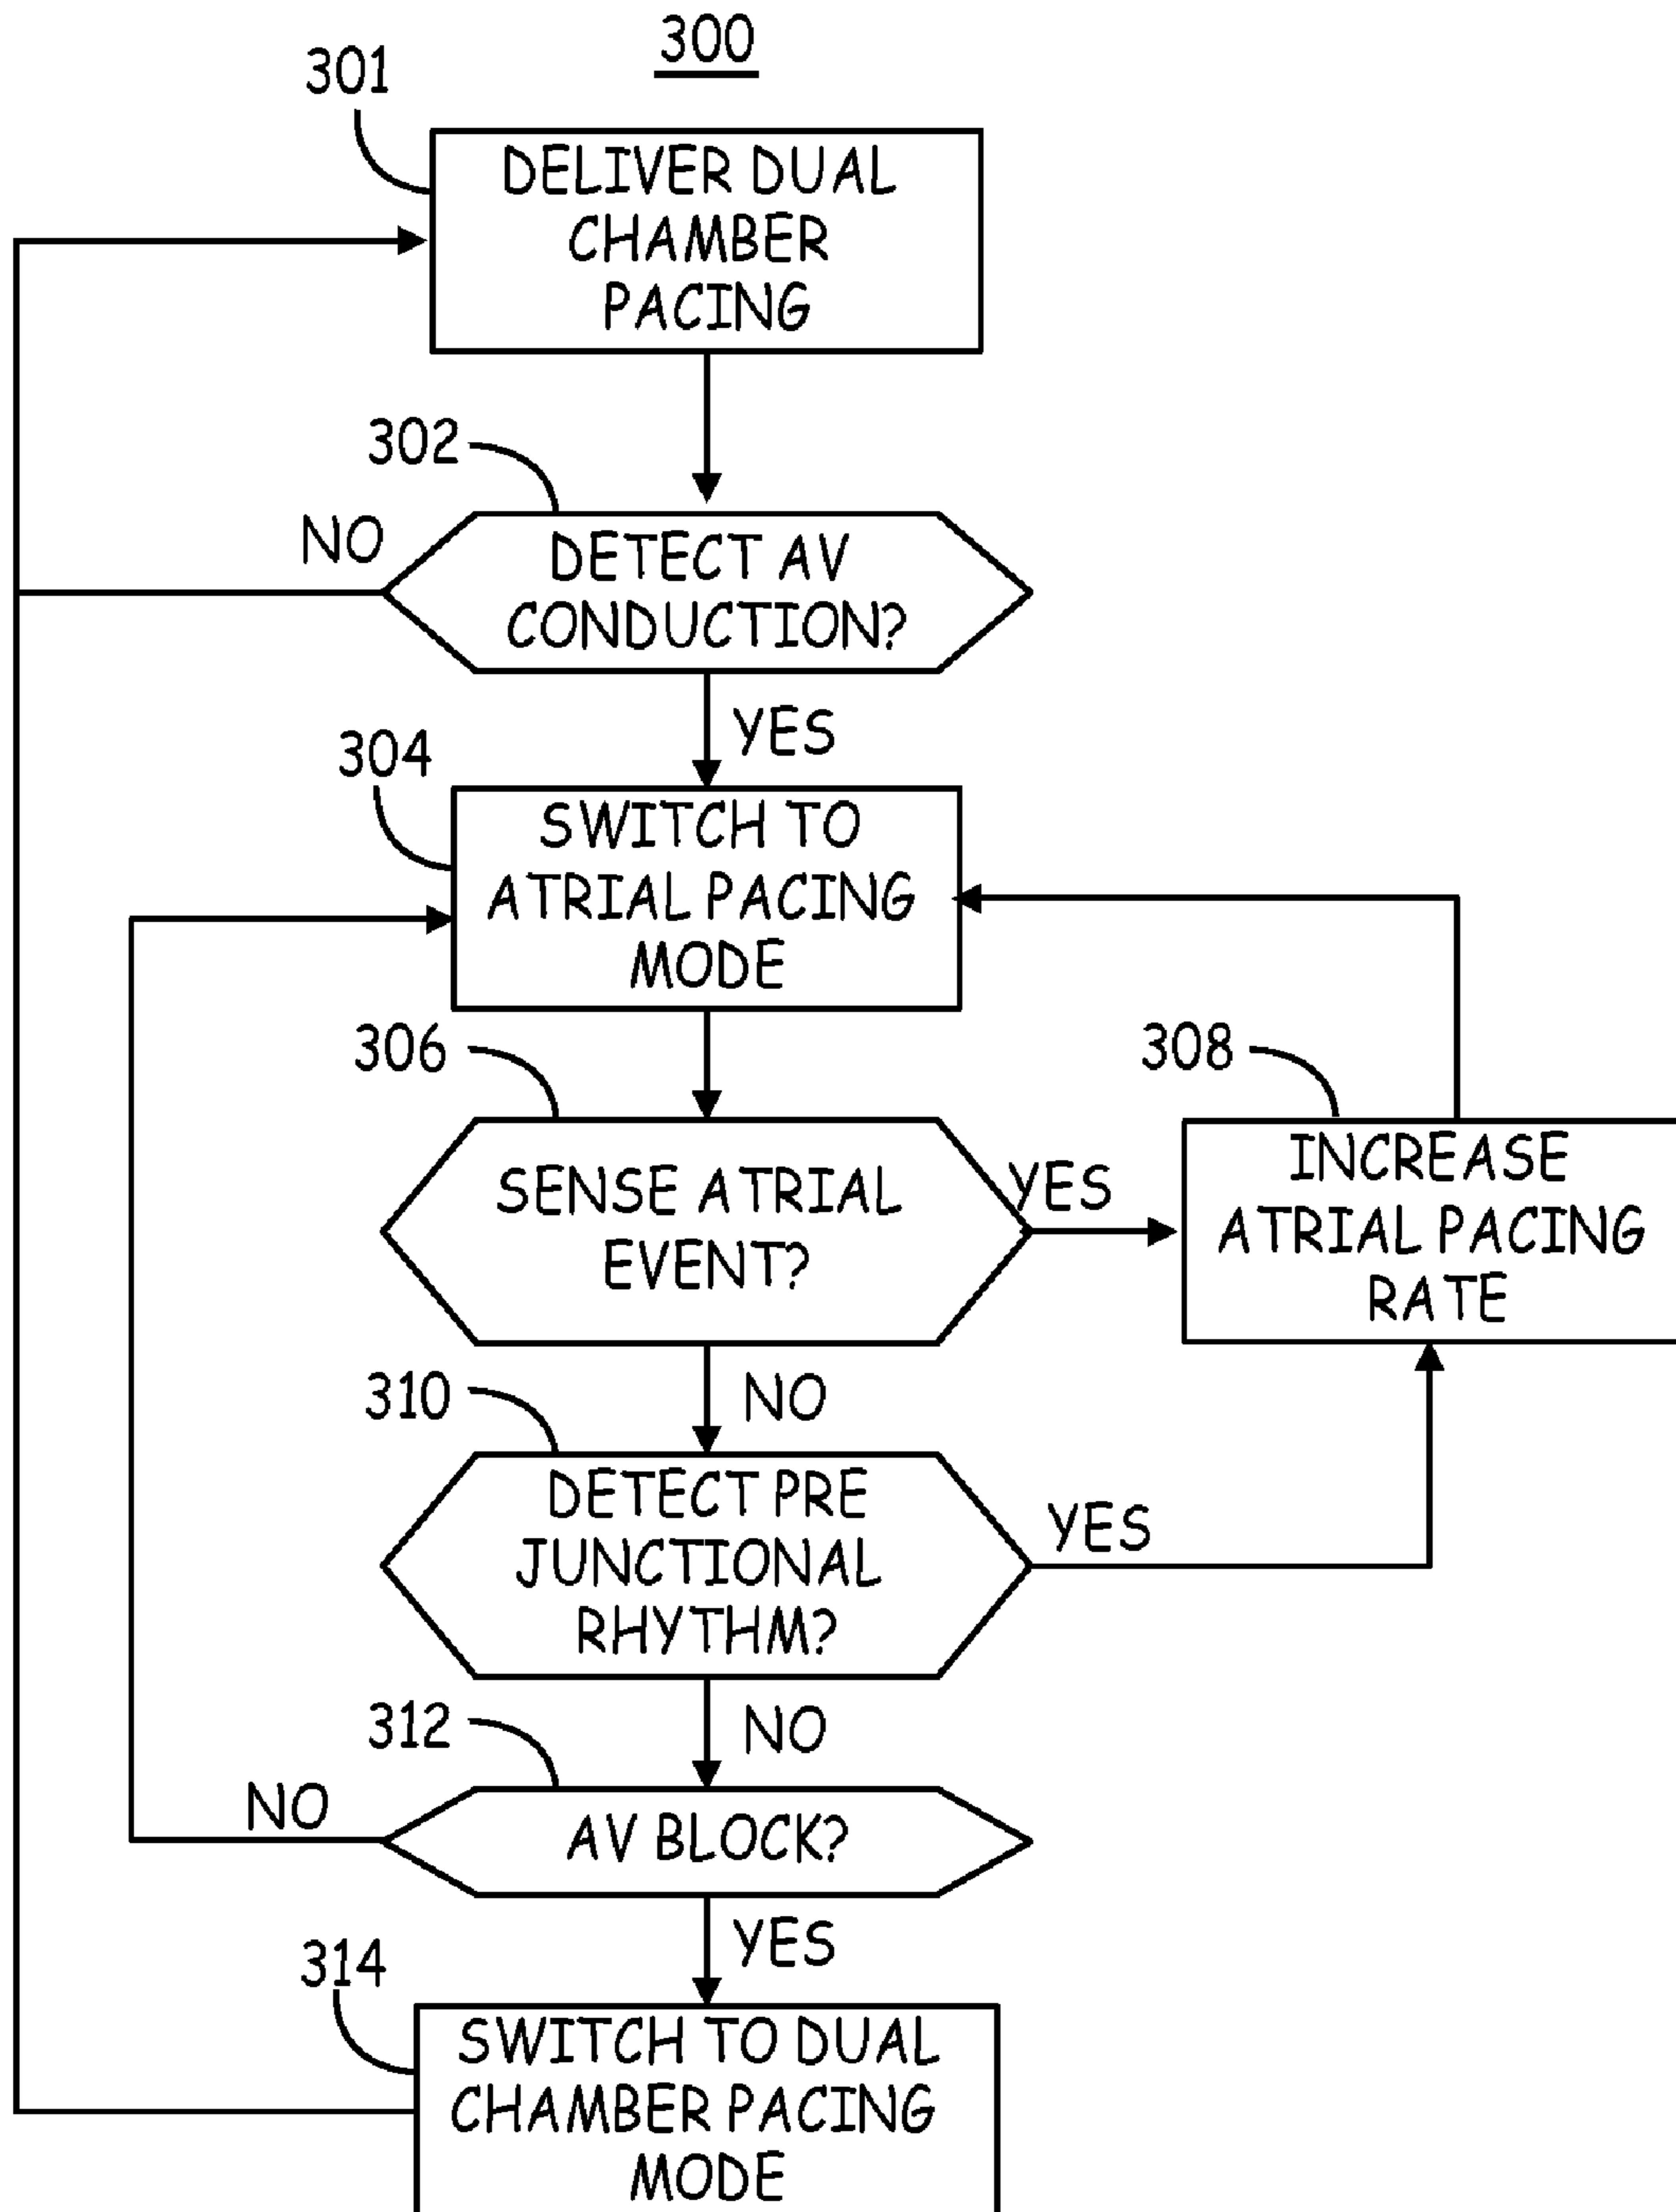 300
301
DELIVER DUAL
CHAMBER
PACING
302
NO
DETECT AV
CONDUCTION?
YES
304
SWITCH TO
ATRIAL PACING
MODE
306
308
SENSE ATRIAL
EVENT?
YES
INCREASE
ATRIAL PACING
RATE
310
NO
DETECT PRE
JUNCTIONAL
RHYTHM?
YES
312
NO
NO
AV BLOCK?
YES
314
SWITCH TO DUAL
CHAMBER PACING
MODE